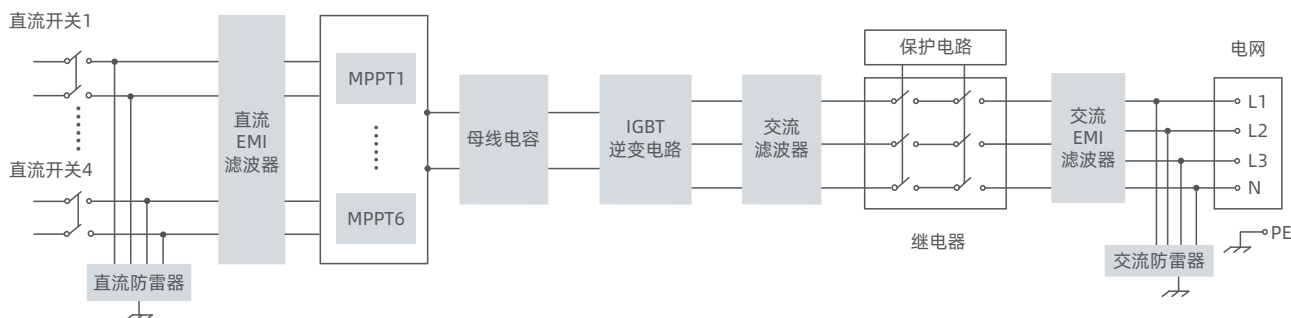 直流开关1
直流开关4
直流防雷器
直流
EMI
滤波器
MPPT1
MPPT6
母线电容
IGBT
逆变电路
交流
滤波器
保护电路
继电器
交流
EMI
滤波器
交流防雷器
电网
L1
L2
L3
N
PE